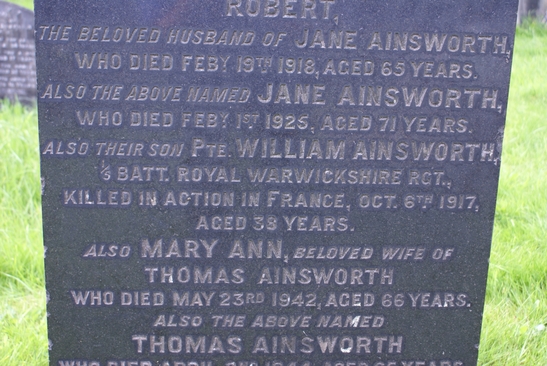 ROBERT,
THE BELOVED HUSBAND OF JANE AINSWORTH,
WHO DIED FEBY 19TH 1918, AGED 65 YEARS.
ALSO THE ABOVE NAMED JANE AINSWORTH,
WHO DIED FEBY 1ST 1925, AGED 71 YEARS.
ALSO THEIR SON PTE. WILLIAM AINSWORTH,
BATT. ROYAL WARWICKSHIRE RGT.,
KILLED IN ACTION IN FRANCE, OCT. 6TH 1917,
AGED 38 YEARS.
ALSO MARY ANN, BELOVED WIFE OF
THOMAS AINSWORTH
WHO DIED MAY 23RD 1942, AGED 66 YEARS.
ALSO THE ABOVE NAMED
THOMAS AINSWORTH
WHO DIED